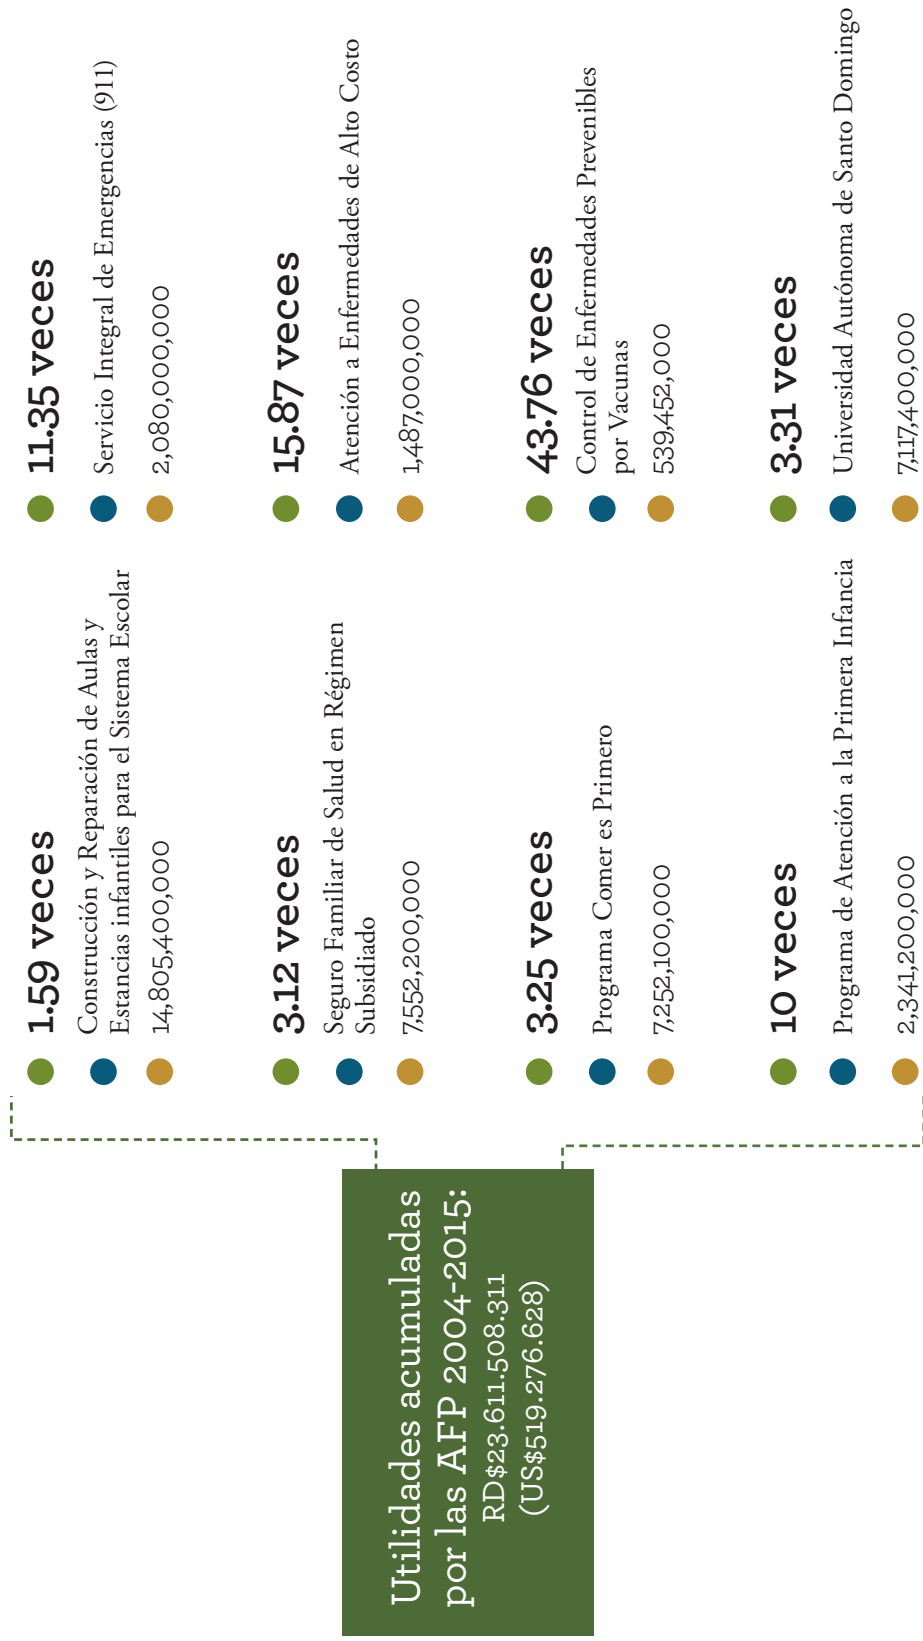 Utilidades acumuladas
por las AFP 2004-2015:
RD$23.611.508.311
(US$519.276.628)
1.59 veces
Construcción y Reparación de Aulas y
Estancias infantiles para el Sistema Escolar
14,805,400,000
3.12 veces
Seguro Familiar de Salud en Régimen
Subsidiado
7,552,200,000
3.25 veces
Programa Comer es Primero
7,252,100,000
10 veces
Programa de Atención a la Primera Infancia
2,341,200,000
11.35 veces
Servicio Integral de Emergencias (911)
2,080,000,000
15.87 veces
Atención a Enfermedades de Alto Costo
1,487,000,000
43.76 veces
Control de Enfermedades Prevenibles
por Vacunas
539,452,000
3.31 veces
Universidad Autónoma de Santo Domingo
7,117,400,000